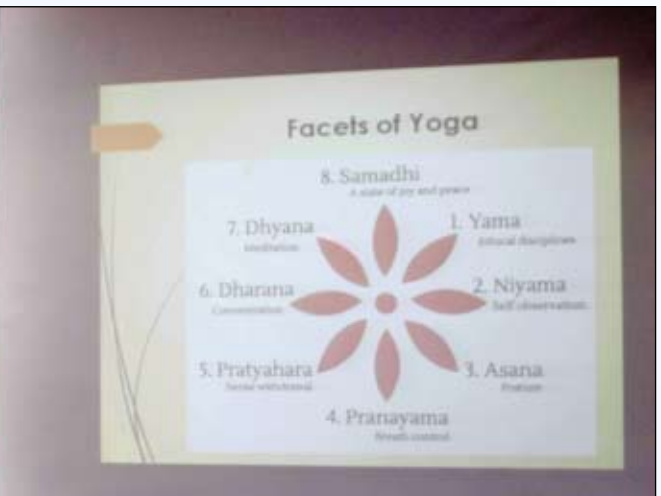 Facets of Yoga
8. Samadhi
A state of joy and peace
1. Yama
Ethical disciplines
2. Niyama
Self observation
3. Asana
Posture
4. Pranayama
Breath control
5. Pratyahara
Sense withdrawal
6. Dharana
Concentration
7. Dhyana
Meditation